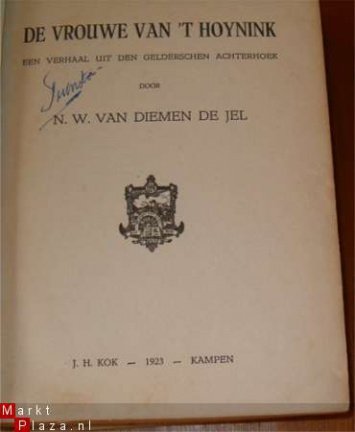 DE VROUWE VAN 'T HOYNINK
EEN VERHAAL UIT DEN GELDERSCHEN ACHTERHOEK
DOOR
N. W. VAN DIEMEN DE JEL
J. H. KOK — 1923 — KAMPEN
Markt
Plaza.nl